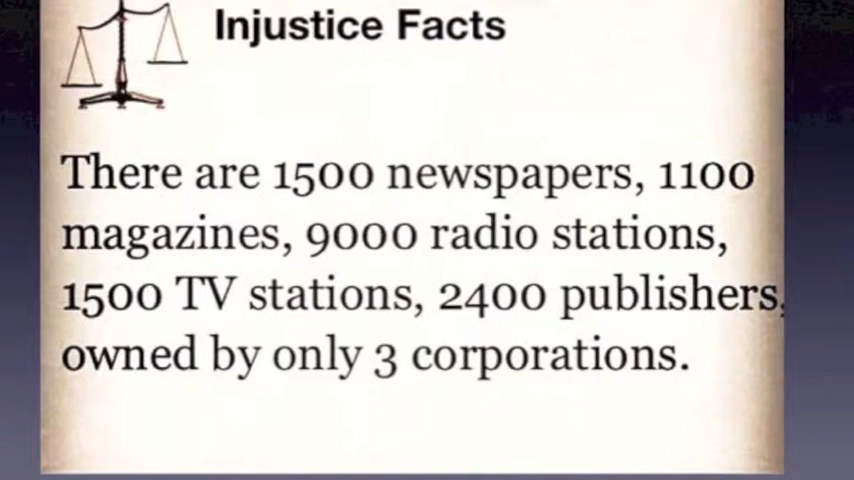 Injustice Facts
There are 1500 newspapers, 1100
magazines, 9000 radio stations,
1500 TV stations, 2400 publishers,
owned by only 3 corporations.